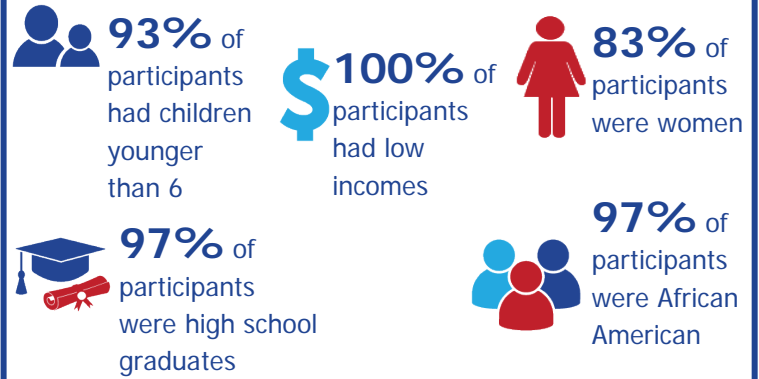 93% of
participants
had children
younger
than 6
$
100% of
participants
had low
incomes
83% of
participants
were women
97% of
participants
were high school
graduates
97% of
participants
were African
American